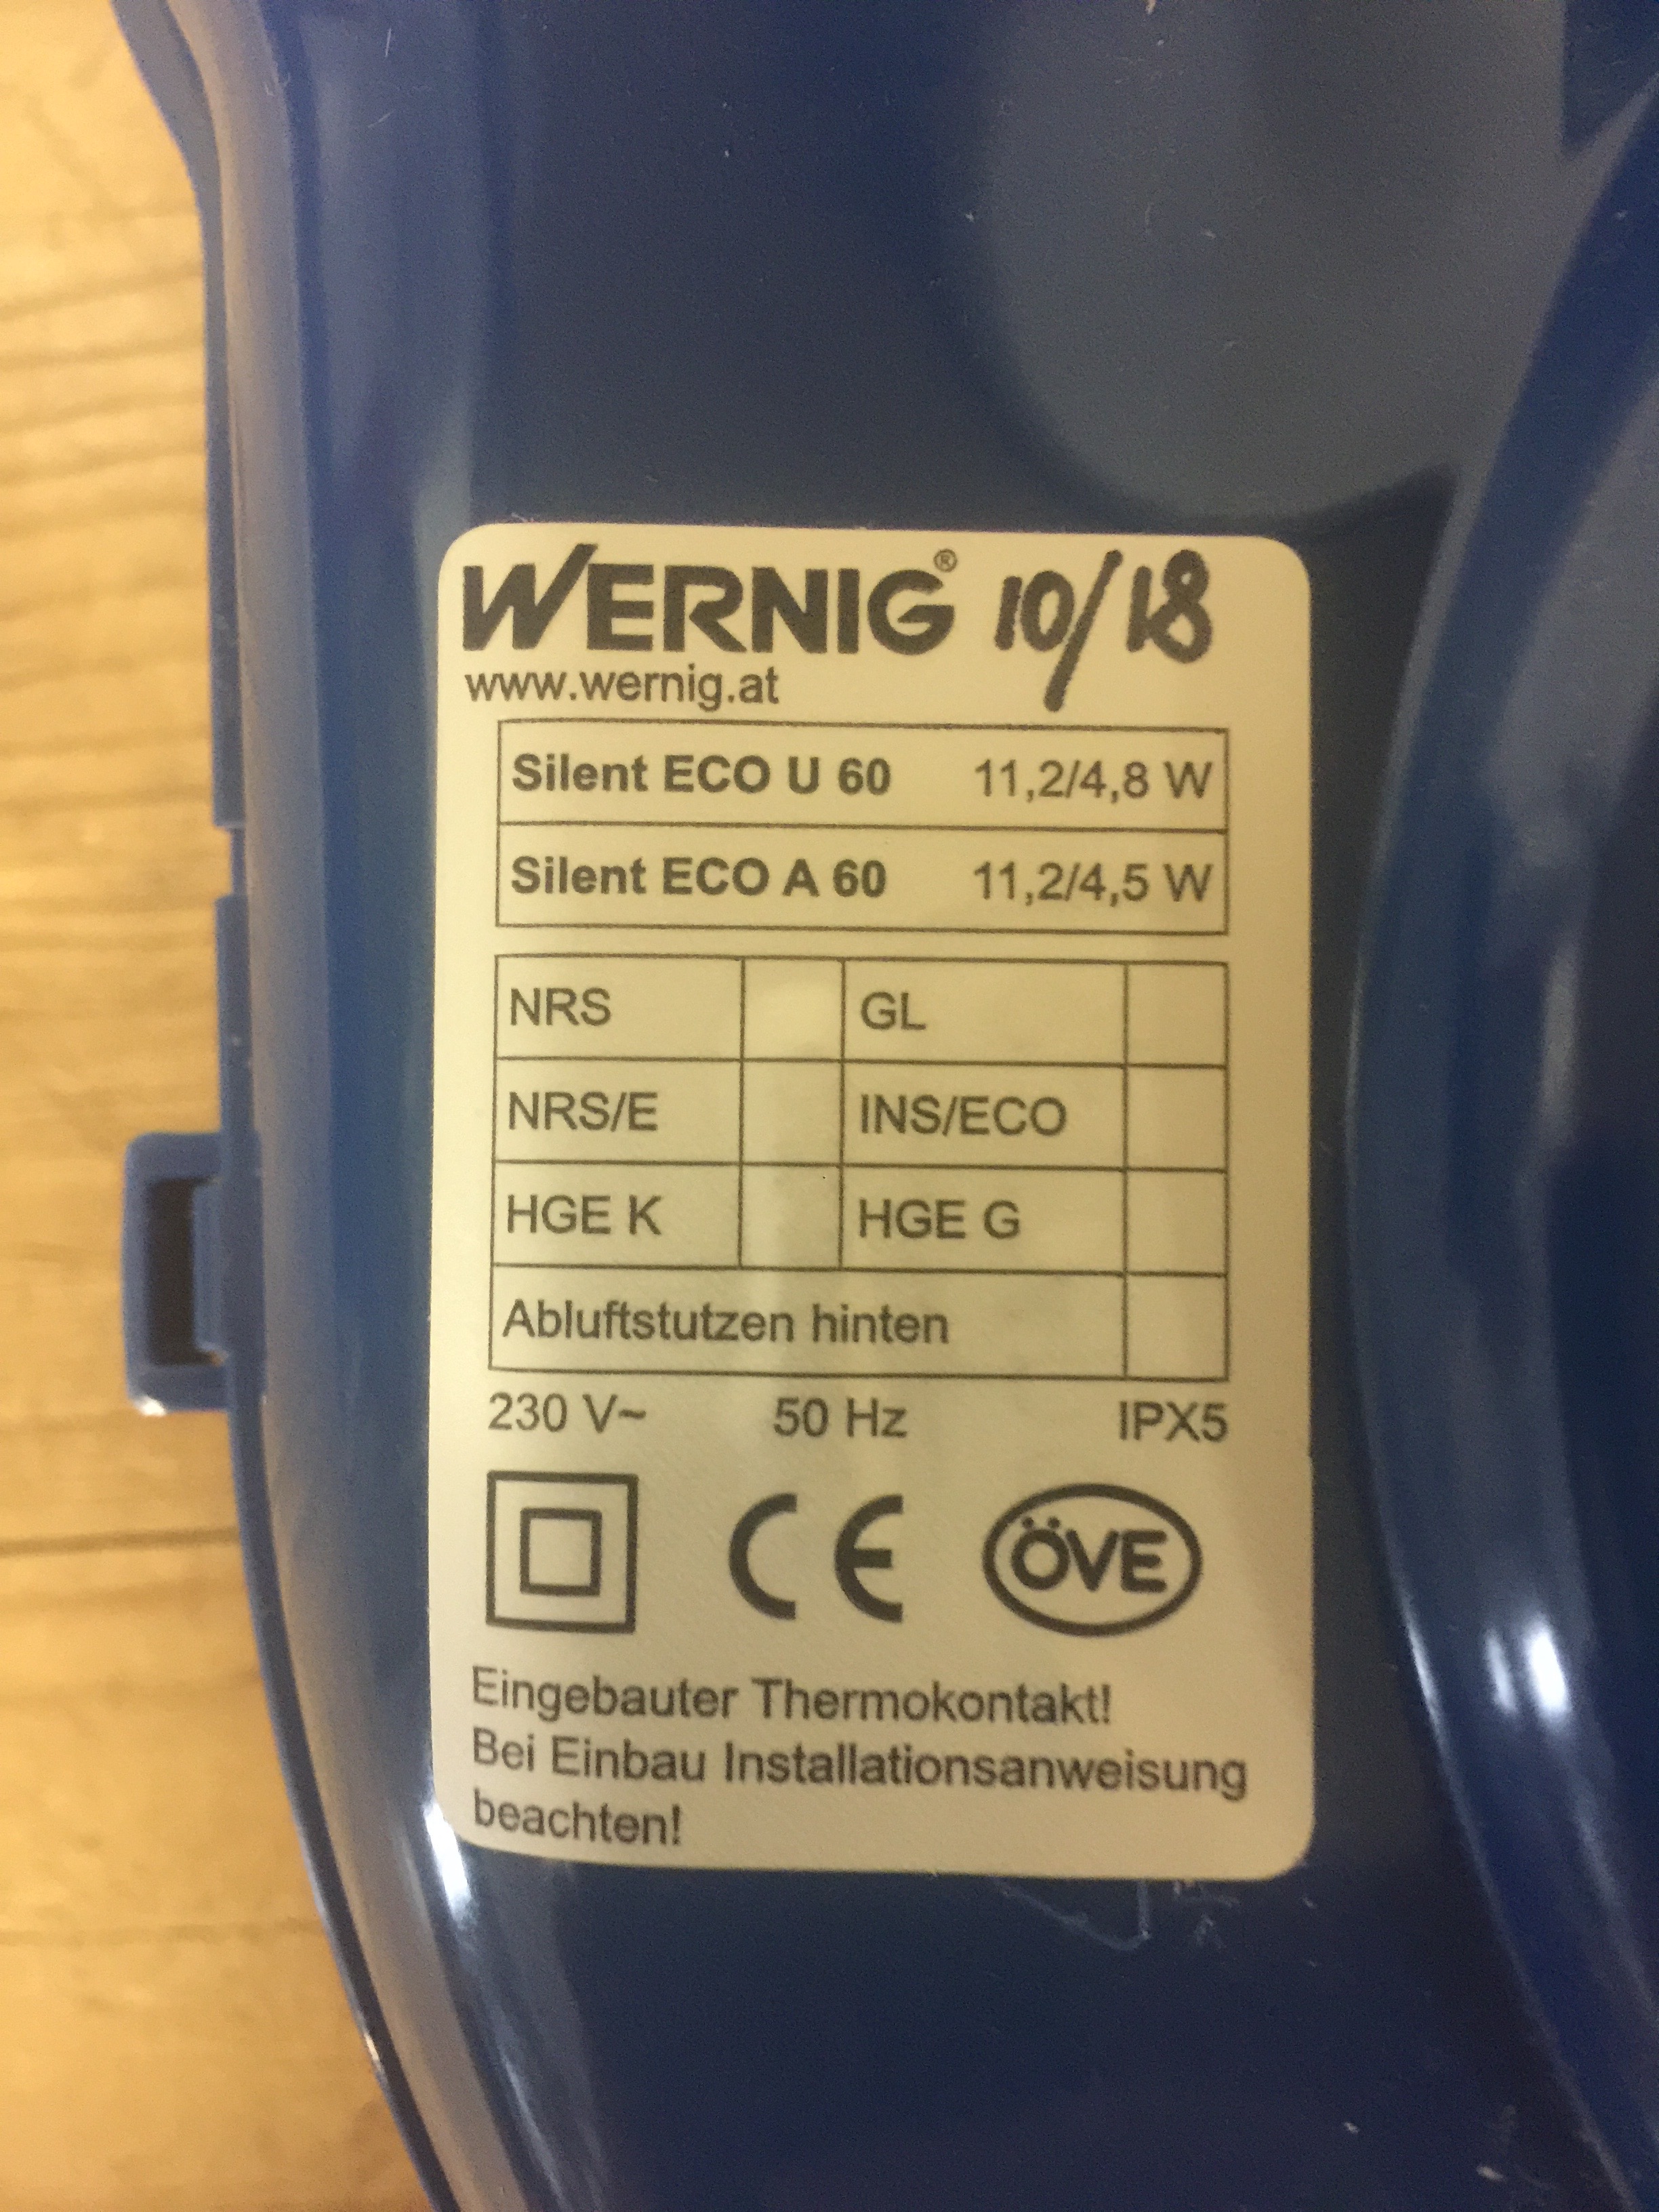 WERNIG® 10/18
www.wernig.at
Silent ECO U 60 11,2/4,8 W
Silent ECO A 60 11,2/4,5 W
NRS GL
NRS/E INS/ECO
HGE K HGE G
Abluftstutzen hinten
230 V~ 50 Hz IPX5
CE ÖVE
Eingebauter Thermokontakt!
Bei Einbau Installationsanweisung
beachten!